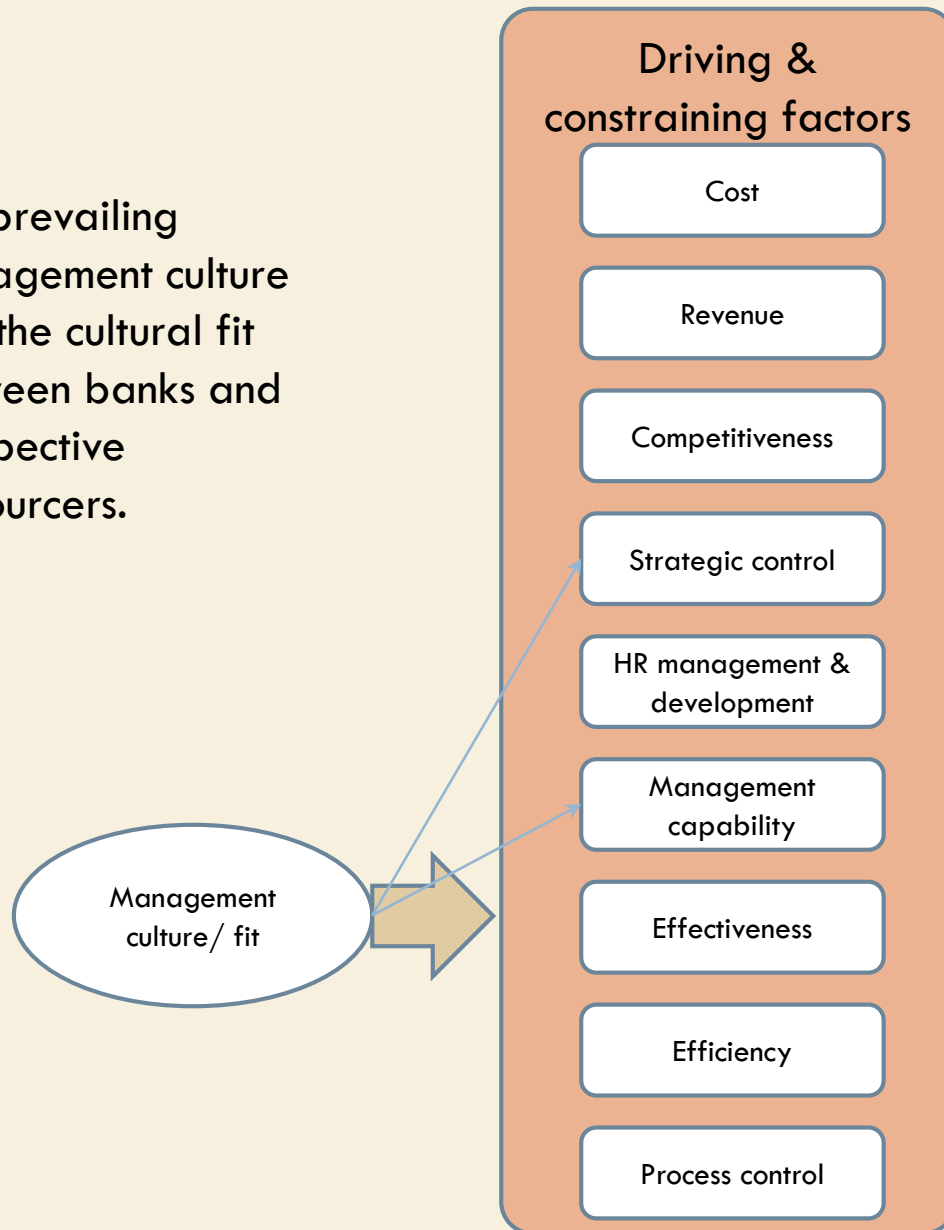 prevailing
agement culture
the cultural fit
een banks and
pective
ourcers.
Driving &
constraining factors
Cost
Revenue
Competitiveness
Strategic control
HR management &
development
Management
capability
Effectiveness
Efficiency
Process control
Management
culture/ fit